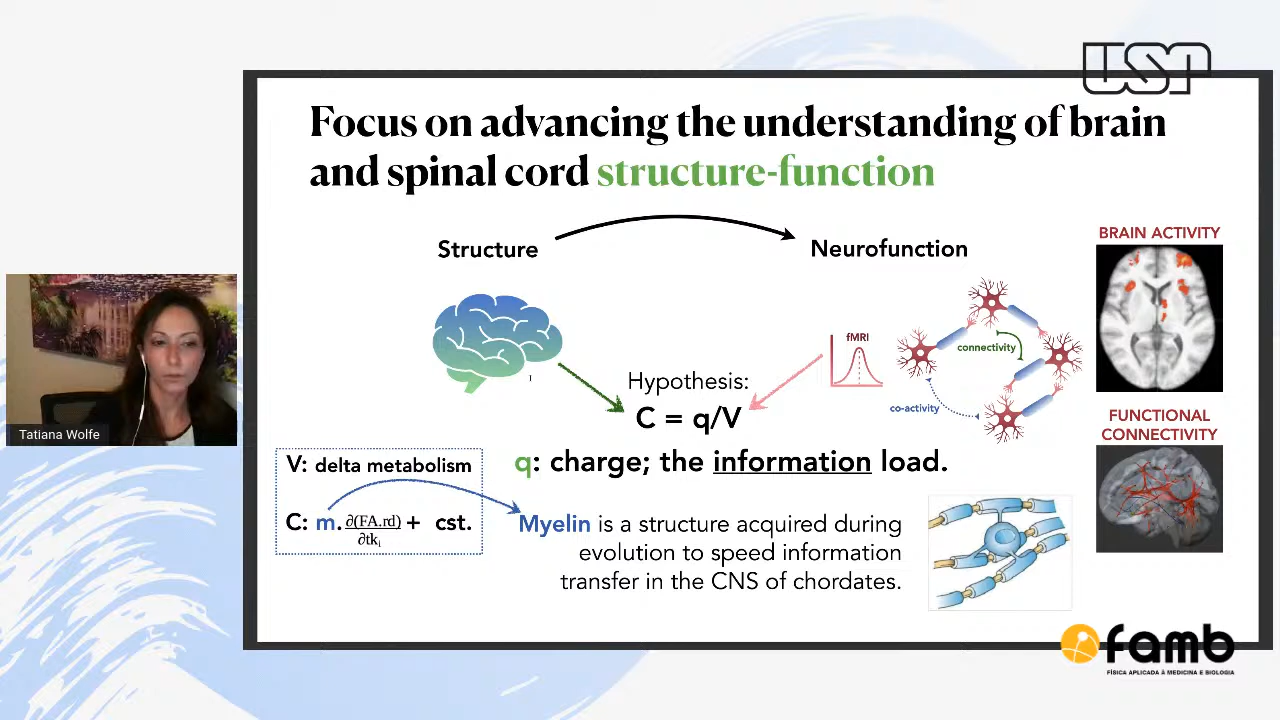 USP
Focus on advancing the understanding of brain
and spinal cord structure-function
Structure
Neurofunction
BRAIN ACTIVITY
fMRI
connectivity
co-activity
Hypothesis:
C = q/V
FUNCTIONAL
CONNECTIVITY
Tatiana Wolfe
V: delta metabolism
q: charge; the information load.
C: m. ∂(FA.rd)/∂tkᵢ + cst.
Myelin is a structure acquired during
evolution to speed information
transfer in the CNS of chordates.
famb
FÍSICA APLICADA À MEDICINA E BIOLOGIA